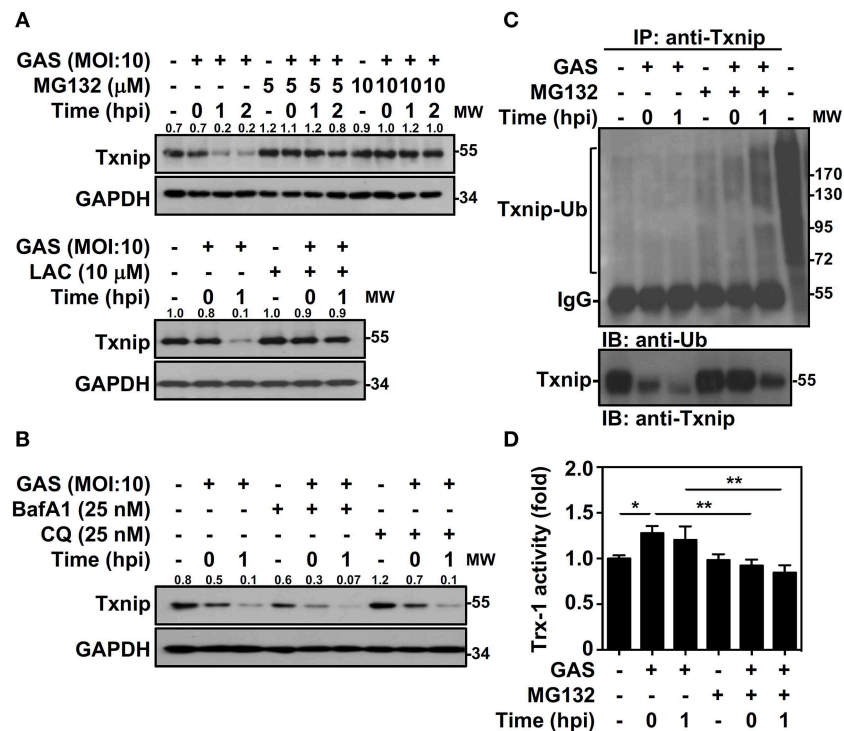 A
GAS (MOI:10) - + + + - + + + - + + +
MG132 (μM) - - - - 5 5 5 5 10 10 10 10
Time (hpi) - 0 1 2 - 0 1 2 - 0 1 2 MW
0.7 0.7 0.2 0.2 1.2 1.1 1.2 0.8 0.9 1.0 1.2 1.0
Txnip -55
GAPDH -34
GAS (MOI:10) - + + - + +
LAC (10 μM) - - - + + +
Time (hpi) - 0 1 - 0 1 MW
1.0 0.8 0.1 1.0 0.9 0.9
Txnip -55
GAPDH -34
B
GAS (MOI:10) - + + - + + - + +
BafA1 (25 nM) - - - + + + - - -
CQ (25 nM) - - - - - - + + +
Time (hpi) - 0 1 - 0 1 - 0 1 MW
0.8 0.5 0.1 0.6 0.3 0.07 1.2 0.7 0.1
Txnip -55
GAPDH -34
C
IP: anti-Txnip
GAS - + + - + + -
MG132 - - - + + + -
Time (hpi) - 0 1 - 0 1 - MW
Txnip-Ub
-170
-130
-95
-72
IgG -55
IB: anti-Ub
Txnip -55
IB: anti-Txnip
D
Trx-1 activity (fold)
2.0
1.5
1.0
0.5
0.0
* ** **
GAS - + + - + +
MG132 - - - + + +
Time (hpi) - 0 1 - 0 1